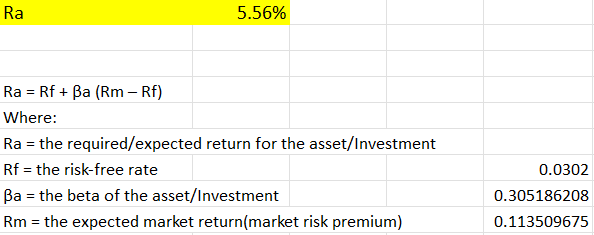 Ra 5.56%
Ra = Rf + βa (Rm – Rf)
Where:
Ra = the required/expected return for the asset/Investment
Rf = the risk-free rate 0.0302
βa = the beta of the asset/Investment 0.305186208
Rm = the expected market return(market risk premium) 0.113509675